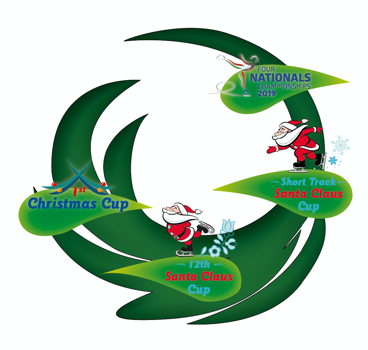 FOUR
NATIONALS
CHAMPIONSHIPS
2019
Short Track
Santa Claus
Cup
1st
Christmas Cup
12th
Santa Claus
Cup